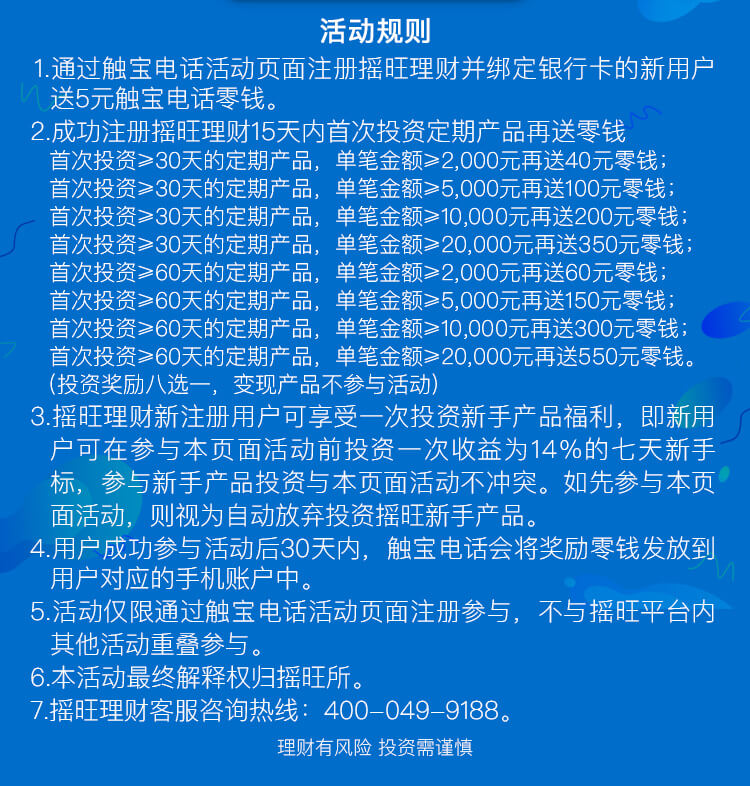 活动规则
1.通过触宝电话活动页面注册摇旺理财并绑定银行卡的新用户
送5元触宝电话零钱。
2.成功注册摇旺理财15天内首次投资定期产品再送零钱
首次投资≥30天的定期产品，单笔金额≥2,000元再送40元零钱；
首次投资≥30天的定期产品，单笔金额≥5,000元再送100元零钱；
首次投资≥30天的定期产品，单笔金额≥10,000元再送200元零钱；
首次投资≥30天的定期产品，单笔金额≥20,000元再送350元零钱；
首次投资≥60天的定期产品，单笔金额≥2,000元再送60元零钱；
首次投资≥60天的定期产品，单笔金额≥5,000元再送150元零钱；
首次投资≥60天的定期产品，单笔金额≥10,000元再送300元零钱；
首次投资≥60天的定期产品，单笔金额≥20,000元再送550元零钱。
(投资奖励八选一，变现产品不参与活动)
3.摇旺理财新注册用户可享受一次投资新手产品福利，即新用
户可在参与本页面活动前投资一次收益为14%的七天新手
标，参与新手产品投资与本页面活动不冲突。如先参与本页
面活动，则视为自动放弃投资摇旺新手产品。
4.用户成功参与活动后30天内，触宝电话会将奖励零钱发放到
用户对应的手机账户中。
5.活动仅限通过触宝电话活动页面注册参与，不与摇旺平台内
其他活动重叠参与。
6.本活动最终解释权归摇旺所。
7.摇旺理财客服咨询热线：400-049-9188。
理财有风险 投资需谨慎